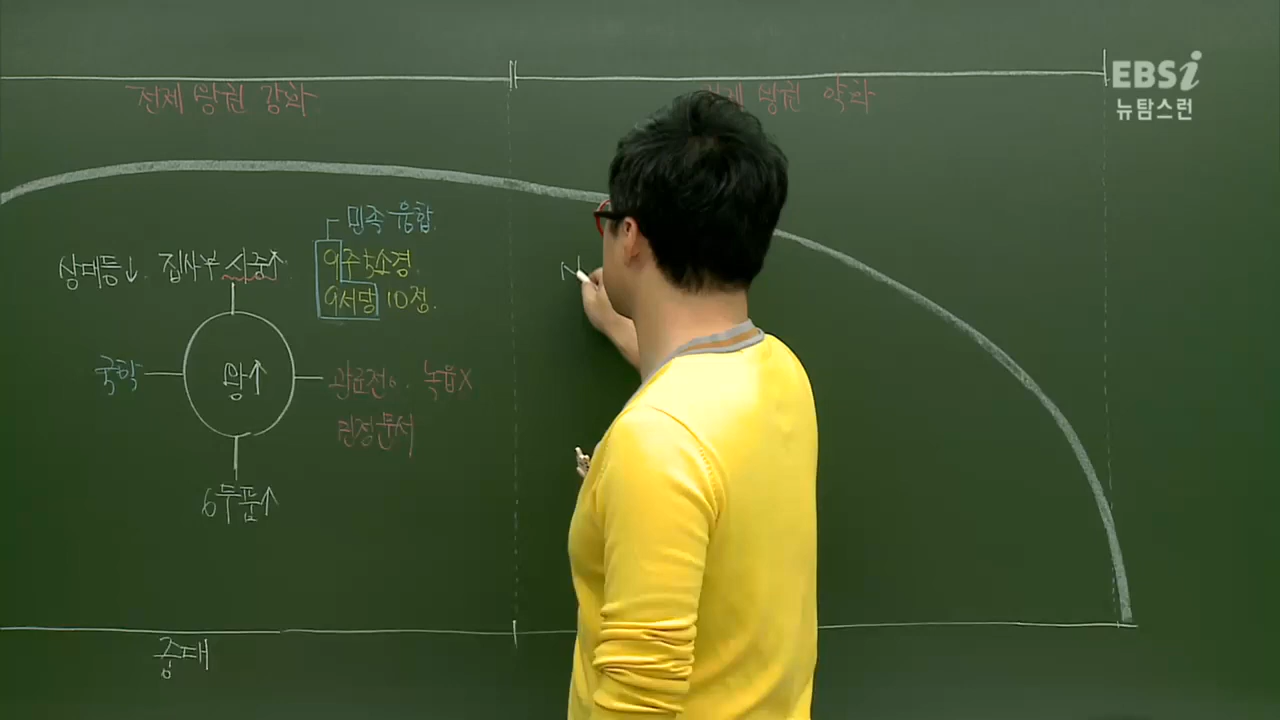 전제 왕권 강화
제 왕권 약화
EBSi
뉴탐스런
민족 융합.
상대등↓. 집사부 시중↑
9주 5소경.
9서당 10정.
국학
왕↑
관료전o. 녹읍X
민정문서
6두품↑
중대